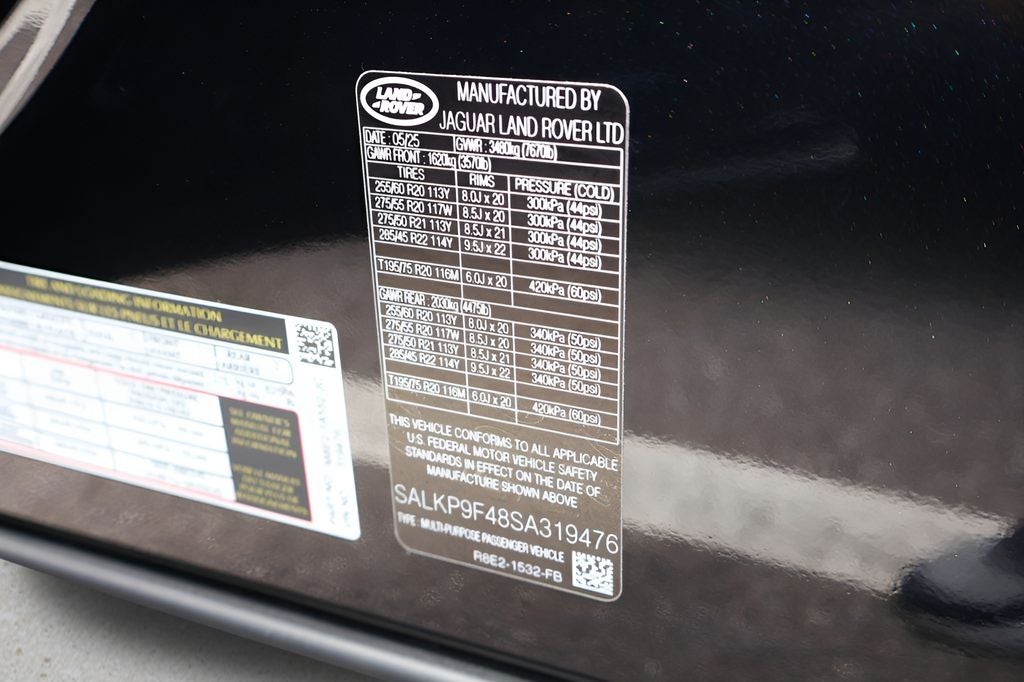 LAND
ROVER
MANUFACTURED BY
JAGUAR LAND ROVER LTD
DATE : 05/25 GVWR : 3480kg (7670lb)
GAWR FRONT : 1620kg (3570lb)
TIRES RIMS PRESSURE (COLD)
255/60 R20 113Y 8.0J x 20 300kPa (44psi)
275/55 R20 117W 8.5J x 20 300kPa (44psi)
275/50 R21 113Y 8.5J x 21 300kPa (44psi)
285/45 R22 114Y 9.5J x 22 300kPa (44psi)
T195/75 R20 116M 6.0J x 20 420kPa (60psi)
GAWR REAR : 2030kg (4475lb)
255/60 R20 113Y 8.0J x 20 340kPa (50psi)
275/55 R20 117W 8.5J x 20 340kPa (50psi)
275/50 R21 113Y 8.5J x 21 340kPa (50psi)
285/45 R22 114Y 9.5J x 22 340kPa (50psi)
T195/75 R20 116M 6.0J x 20 420kPa (60psi)
THIS VEHICLE CONFORMS TO ALL APPLICABLE
U.S. FEDERAL MOTOR VEHICLE SAFETY
STANDARDS IN EFFECT ON THE DATE OF
MANUFACTURE SHOWN ABOVE
SALKP9F48SA319476
TYPE : MULTI-PURPOSE PASSENGER VEHICLE
R8E2-1532-FB
TIRE AND LOADING INFORMATION
PNEUS ET LE CHARGEMENT